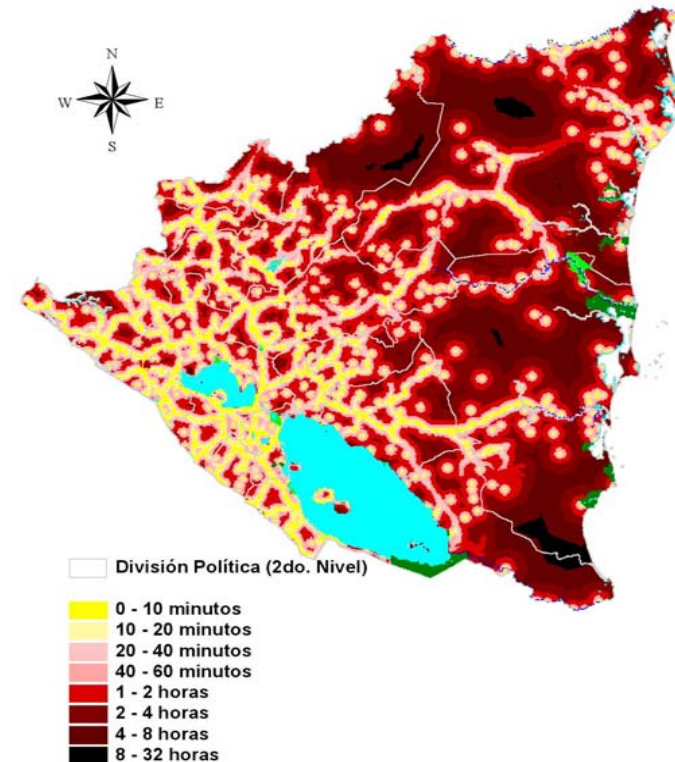 N
W E
S
División Política (2do. Nivel)
0 - 10 minutos
10 - 20 minutos
20 - 40 minutos
40 - 60 minutos
1 - 2 horas
2 - 4 horas
4 - 8 horas
8 - 32 horas